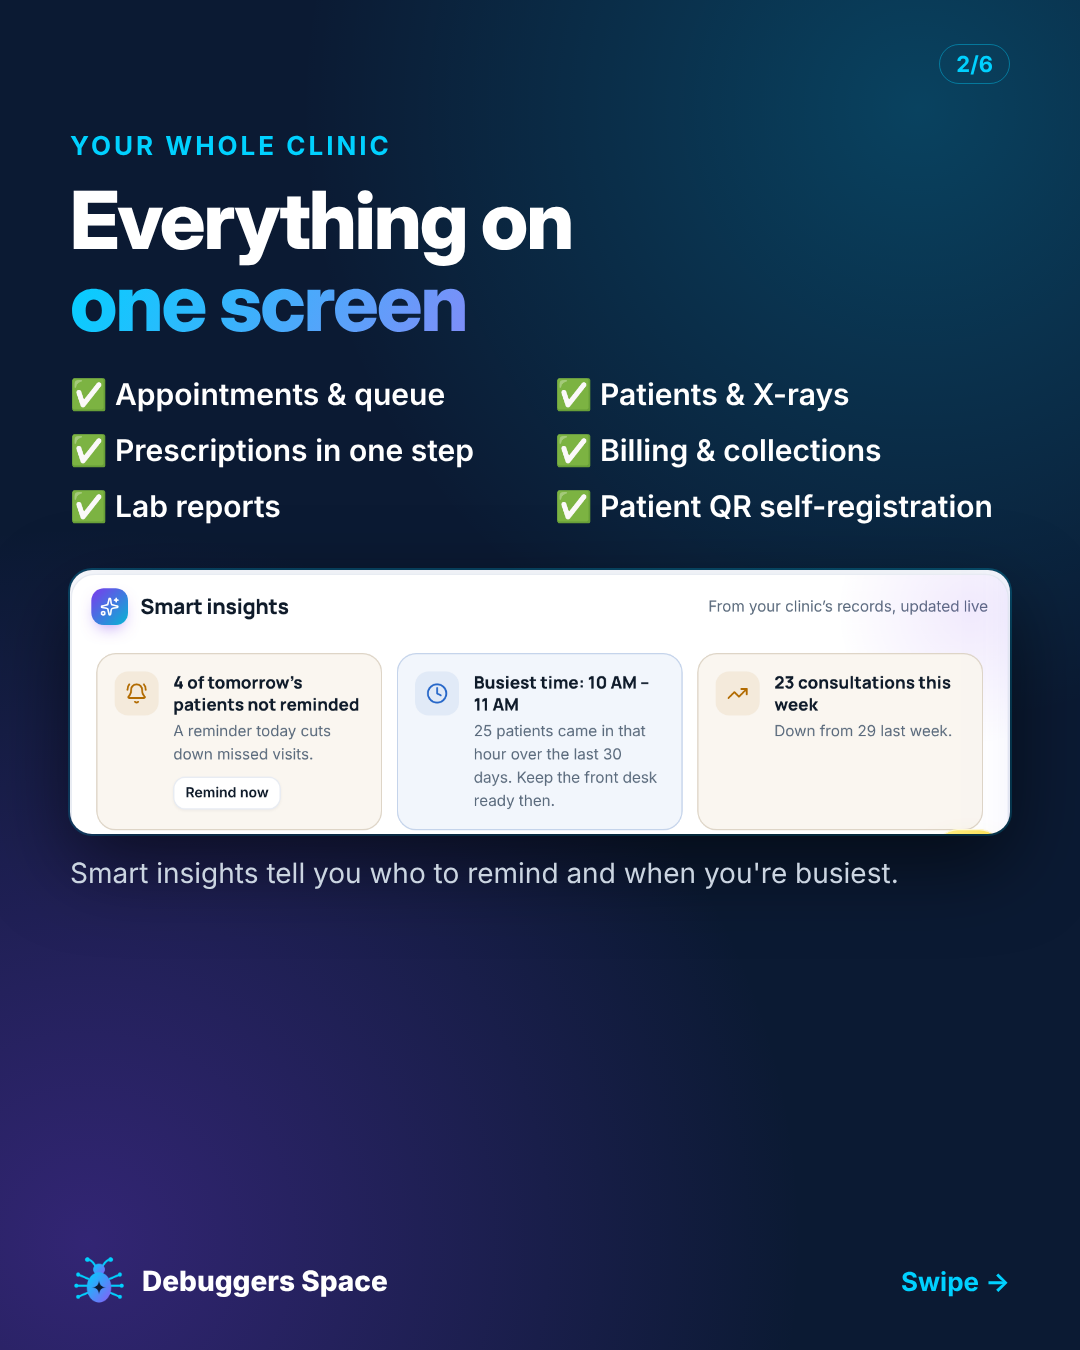 2/6
YOUR WHOLE CLINIC
Everything on
one screen
✅ Appointments & queue
✅ Patients & X-rays
✅ Prescriptions in one step
✅ Billing & collections
✅ Lab reports
✅ Patient QR self-registration
Smart insights
From your clinic’s records, updated live
4 of tomorrow’s
patients not reminded
A reminder today cuts
down missed visits.
Remind now
Busiest time: 10 AM –
11 AM
25 patients came in that
hour over the last 30
days. Keep the front desk
ready then.
23 consultations this
week
Down from 29 last week.
Smart insights tell you who to remind and when you're busiest.
Debuggers Space
Swipe →